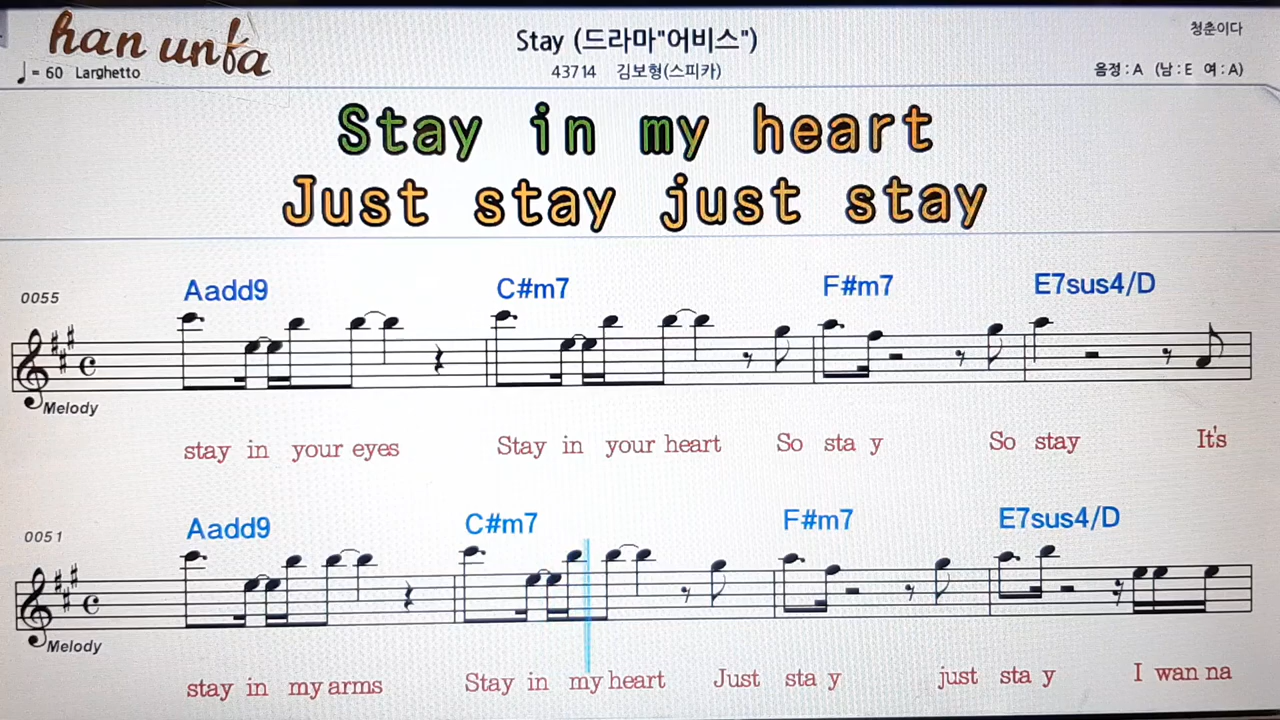 han unfa
♩= 60 Larghetto
Stay (드라마"어비스")
43714 김보형(스피카)
청춘이다
음정 : A (남 : E 여 : A)
Stay in my heart
Just stay just stay
0055
Aadd9 C#m7 F#m7 E7sus4/D
Melody
stay in your eyes Stay in your heart So sta y So stay It's
0051
Aadd9 C#m7 F#m7 E7sus4/D
Melody
stay in my arms Stay in my heart Just sta y just sta y I wan na